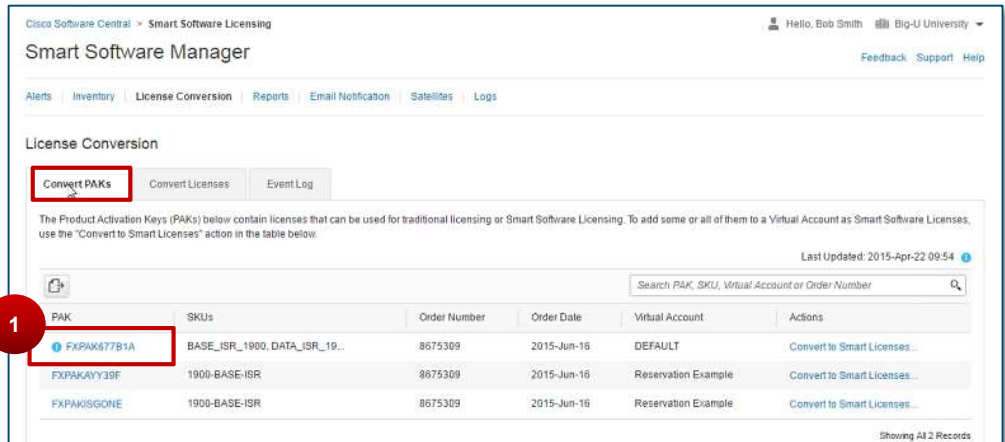 Cisco Software Central > Smart Software Licensing
Hello, Bob Smith Big-U University
Smart Software Manager
Feedback Support Help
Alerts Inventory License Conversion Reports Email Notification Satellites Logs
License Conversion
Convert PAKs Convert Licenses Event Log
The Product Activation Keys (PAKs) below contain licenses that can be used for traditional licensing or Smart Software Licensing. To add some or all of them to a Virtual Account as Smart Software Licenses,
use the "Convert to Smart Licenses" action in the table below.
Last Updated: 2015-Apr-22 09:54
Search PAK, SKU, Virtual Account or Order Number
1
PAK SKUs Order Number Order Date Virtual Account Actions
FXPAK677B1A BASE_ISR_1900, DATA_ISR_19... 8675309 2015-Jun-16 DEFAULT Convert to Smart Licenses...
FXPAKAYY39F 1900-BASE-ISR 8675309 2015-Jun-16 Reservation Example Convert to Smart Licenses...
FXPAKISGONE 1900-BASE-ISR 8675309 2015-Jun-16 Reservation Example Convert to Smart Licenses...
Showing All 2 Records